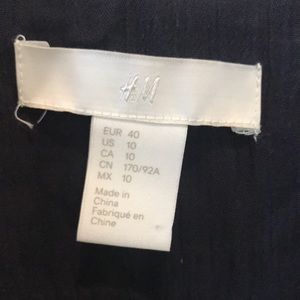 H&M
EUR 40
US 10
CA 10
CN 170/92A
MX 10
Made in
China
Fabriqué en
Chine